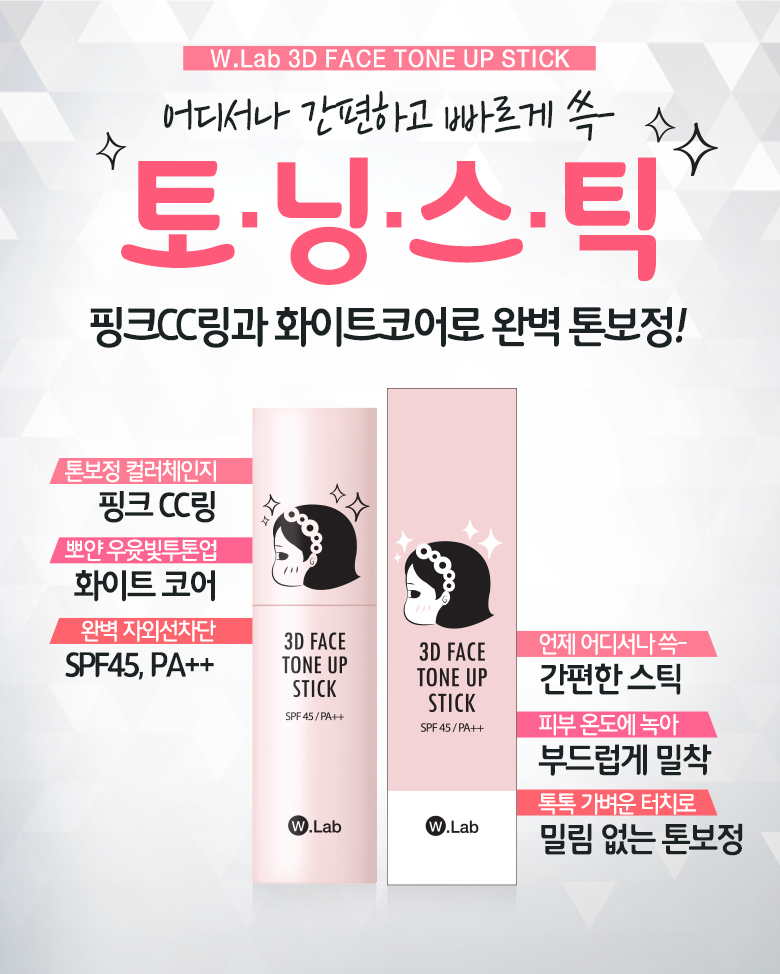 W.Lab 3D FACE TONE UP STICK
어디서나 간편하고 빠르게 쓱-
토·닝·스·틱
핑크CC링과 화이트코어로 완벽 톤보정!
톤보정 컬러체인지
핑크 CC링
뽀얀 우윳빛투톤업
화이트 코어
완벽 자외선차단
SPF45, PA++
3D FACE
TONE UP
STICK
SPF 45 / PA++
W.Lab
3D FACE
TONE UP
STICK
SPF 45 / PA++
W.Lab
언제 어디서나 쓱-
간편한 스틱
피부 온도에 녹아
부드럽게 밀착
톡톡 가벼운 터치로
밀림 없는 톤보정